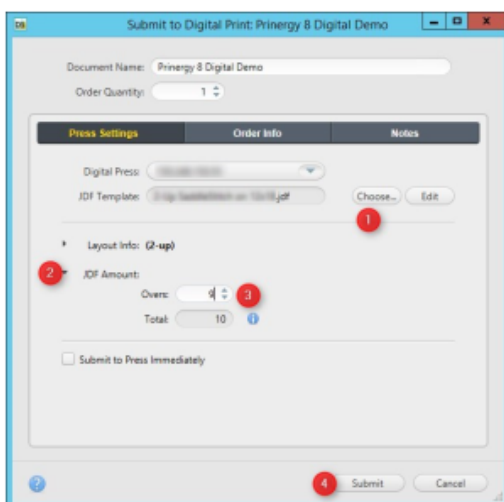 DB Submit to Digital Print: Prinergy 8 Digital Demo
Document Name: Prinergy 8 Digital Demo
Order Quantity: 1
Press Settings Order Info Notes
Digital Press:
JDF Template: .jdf Choose... Edit
1
Layout Info: (2-up)
2 JDF Amount:
Overs: 9 3
Total: 10
Submit to Press Immediately
? 4 Submit Cancel